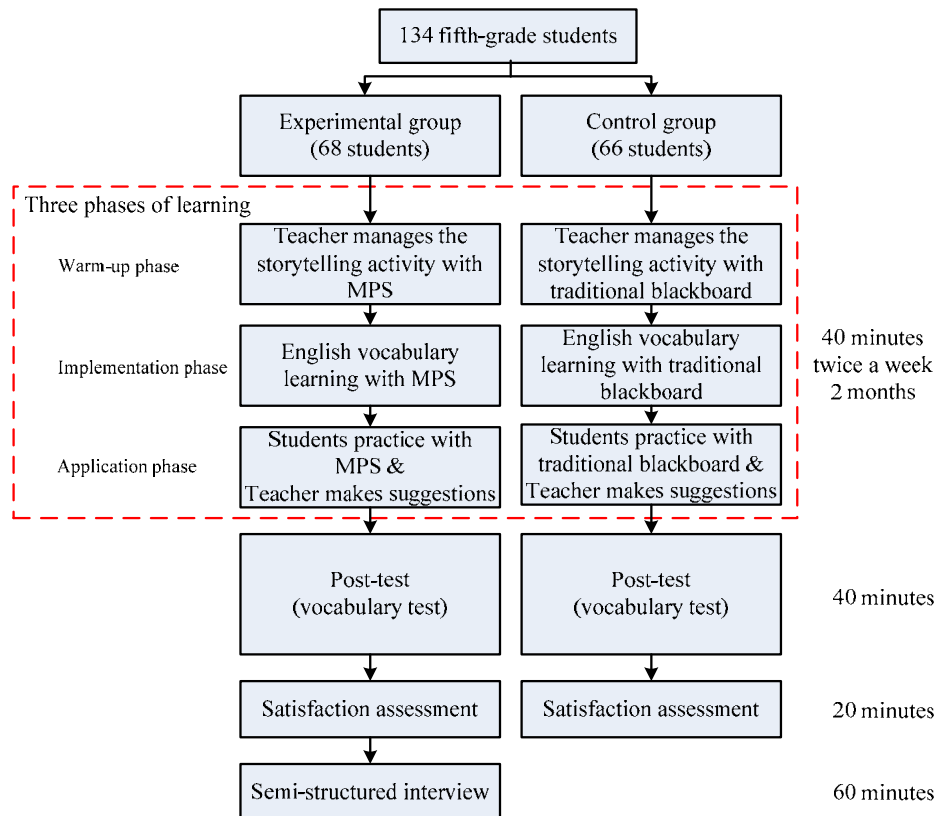 134 fifth-grade students
Experimental group
(68 students)
Control group
(66 students)
Three phases of learning
Warm-up phase
Teacher manages the
storytelling activity with
MPS
Teacher manages the
storytelling activity with
traditional blackboard
Implementation phase
English vocabulary
learning with MPS
English vocabulary
learning with traditional
blackboard
40 minutes
twice a week
2 months
Application phase
Students practice with
MPS &
Teacher makes suggestions
Students practice with
traditional blackboard &
Teacher makes suggestions
Post-test
(vocabulary test)
Post-test
(vocabulary test)
40 minutes
Satisfaction assessment
Satisfaction assessment
20 minutes
Semi-structured interview
60 minutes